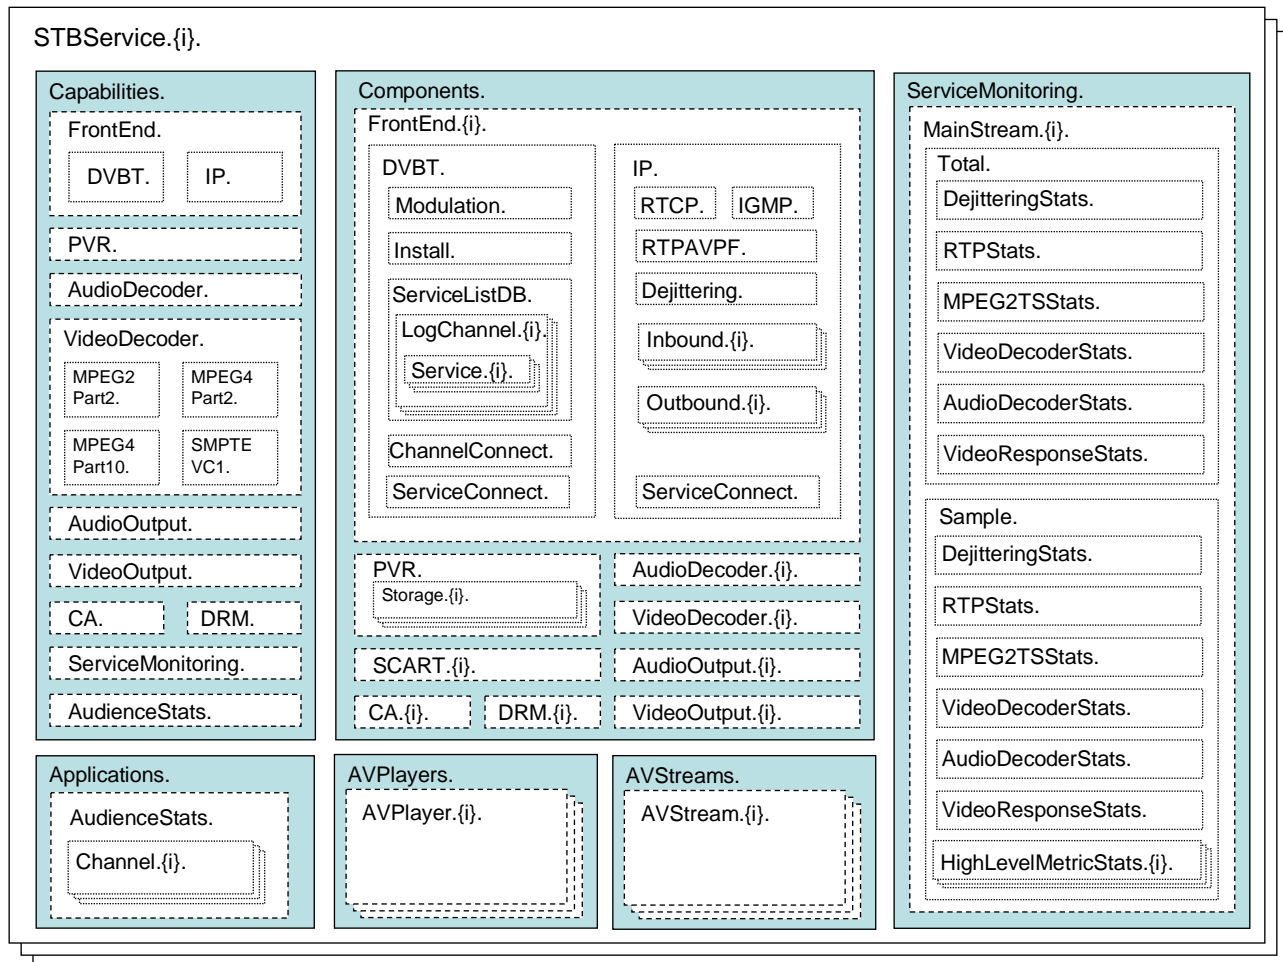 STBService.{i}.
Capabilities.
FrontEnd.
DVBT.
IP.
PVR.
AudioDecoder.
VideoDecoder.
MPEG2
Part2.
MPEG4
Part2.
MPEG4
Part10.
SMPTE
VC1.
AudioOutput.
VideoOutput.
CA.
DRM.
ServiceMonitoring.
AudienceStats.
Components.
FrontEnd.{i}.
DVBT.
Modulation.
Install.
ServiceListDB.
LogChannel.{i}.
Service.{i}.
ChannelConnect.
ServiceConnect.
IP.
RTCP.
IGMP.
RTPAVPF.
Dejittering.
Inbound.{i}.
Outbound.{i}.
ServiceConnect.
PVR.
Storage.{i}.
SCART.{i}.
CA.{i}.
DRM.{i}.
AudioDecoder.{i}.
VideoDecoder.{i}.
AudioOutput.{i}.
VideoOutput.{i}.
ServiceMonitoring.
MainStream.{i}.
Total.
DejitteringStats.
RTPStats.
MPEG2TSStats.
VideoDecoderStats.
AudioDecoderStats.
VideoResponseStats.
Sample.
DejitteringStats.
RTPStats.
MPEG2TSStats.
VideoDecoderStats.
AudioDecoderStats.
VideoResponseStats.
HighLevelMetricStats.{i}.
Applications.
AudienceStats.
Channel.{i}.
AVPlayers.
AVPlayer.{i}.
AVStreams.
AVStream.{i}.